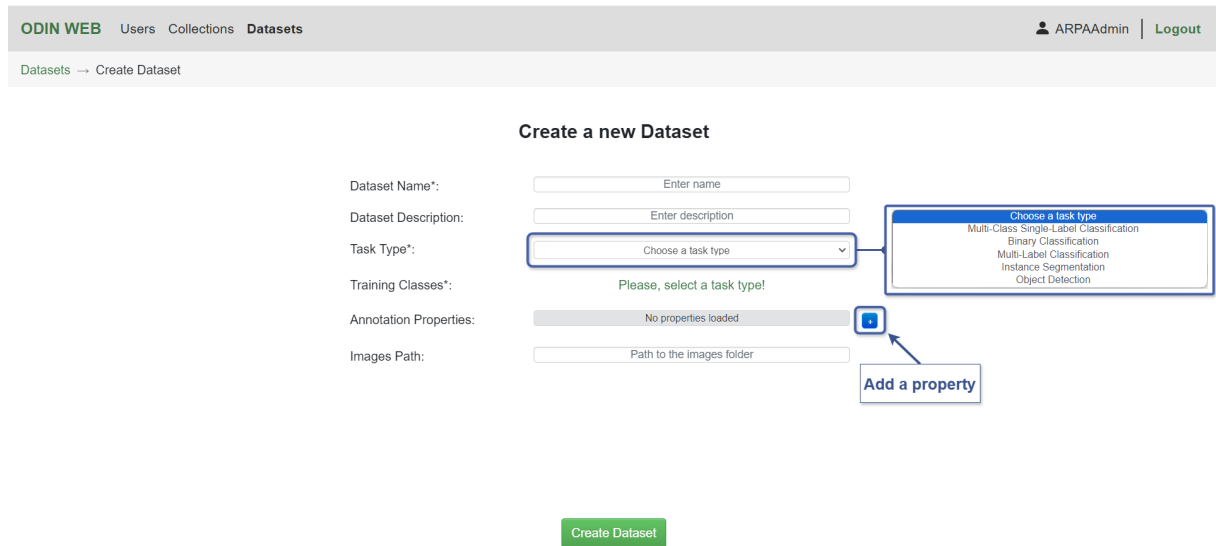 ODIN WEB Users Collections Datasets ARPAAdmin Logout
Datasets → Create Dataset
Create a new Dataset
Dataset Name*: Enter name
Dataset Description: Enter description
Task Type*: Choose a task type
Choose a task type
Multi-Class Single-Label Classification
Binary Classification
Multi-Label Classification
Instance Segmentation
Object Detection
Training Classes*: Please, select a task type!
Annotation Properties: No properties loaded +
Images Path: Path to the images folder
Add a property
Create Dataset